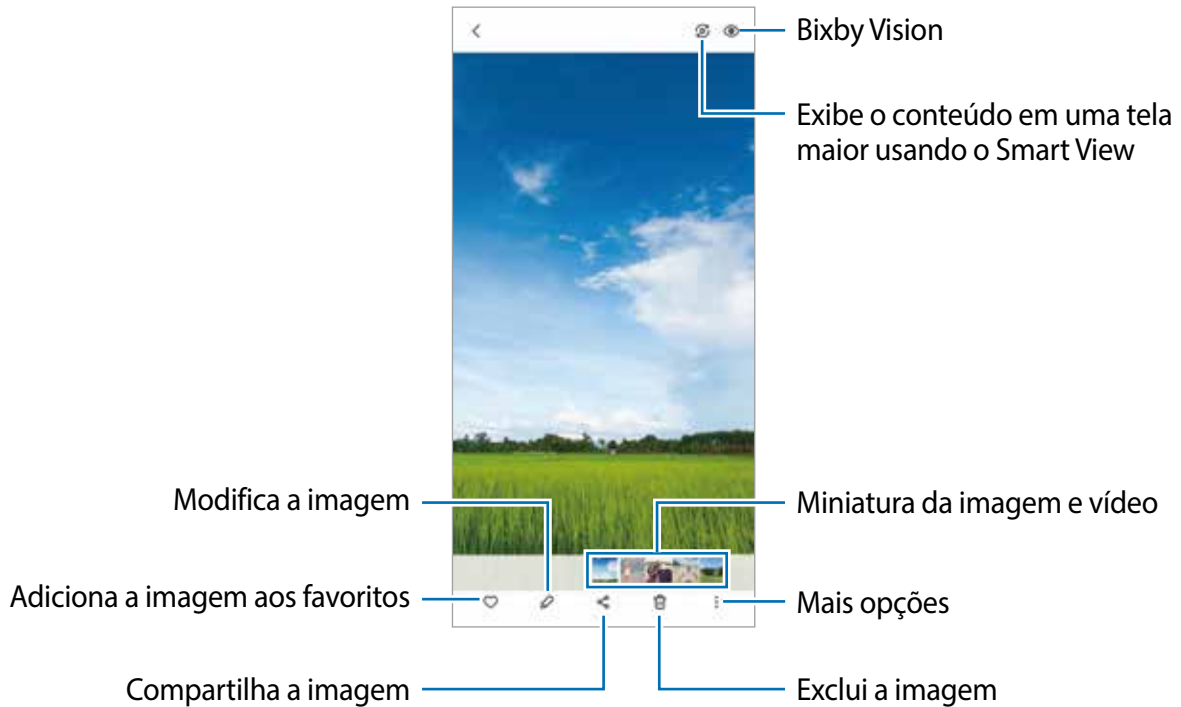 Bixby Vision
Exibe o conteúdo em uma tela
maior usando o Smart View
Modifica a imagem
Miniatura da imagem e vídeo
Adiciona a imagem aos favoritos
Mais opções
Compartilha a imagem
Exclui a imagem